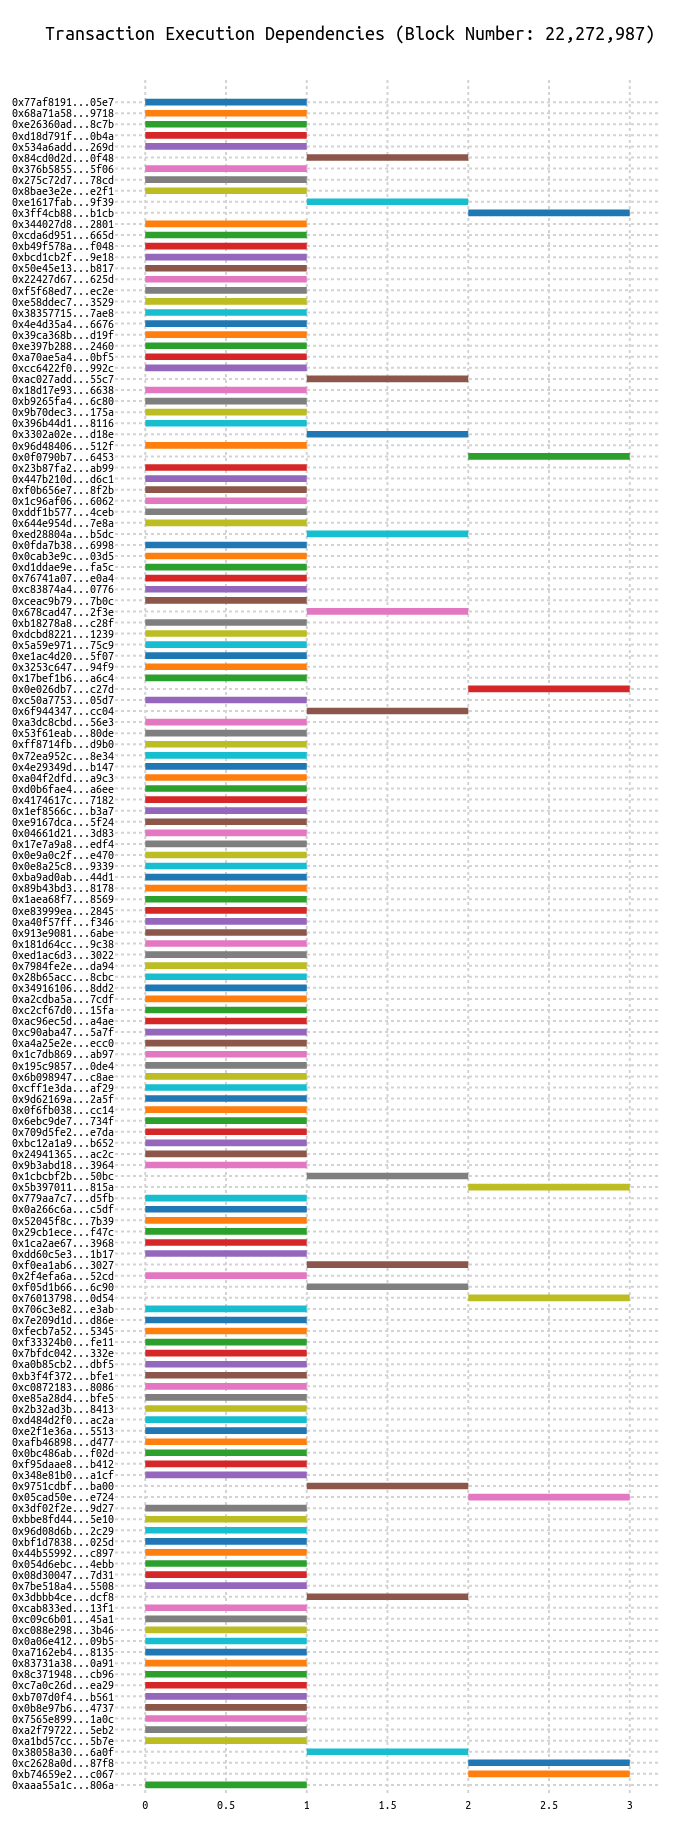 Transaction Execution Dependencies (Block Number: 22,272,987)
0x77af8191...05e7
0x68a71a58...9718
0xe26360ad...8c7b
0xd18d791f...0b4a
0x534a6add...269d
0x84cd0d2d...0f48
0x376b5855...5f06
0x275c72d7...78cd
0x8bae3e2e...e2f1
0xe1617fab...9f39
0x3ff4cb88...b1cb
0x344027d8...2801
0xcda6d951...665d
0xb49f578a...f048
0xbcd1cb2f...9e18
0x50e45e13...b817
0x22427d67...625d
0xf5f68ed7...ec2e
0xe58ddec7...3529
0x38357715...7ae8
0x4e4d35a4...6676
0x39ca368b...d19f
0xe397b288...2460
0xa70ae5a4...0bf5
0xcc6422f0...992c
0xac027add...55c7
0x18d17e93...6638
0xb9265fa4...6c80
0x9b70dec3...175a
0x396b44d1...8116
0x3302a02e...d18e
0x96d48406...512f
0x0f0790b7...6453
0x23b87fa2...ab99
0x447b210d...d6c1
0xf0b656e7...8f2b
0x1c96af06...6062
0xddf1b577...4ceb
0x644e954d...7e8a
0xed28804a...b5dc
0x0fda7b38...6998
0x0cab3e9c...03d5
0xd1ddae9e...fa5c
0x76741a07...e0a4
0xc83874a4...0776
0xceac9b79...7b0c
0x678cad47...2f3e
0xb18278a8...c28f
0xdcbd8221...1239
0x5a59e971...75c9
0xe1ac4d20...5f07
0x3253c647...94f9
0x17bef1b6...a6c4
0x0e026db7...c27d
0xc50a7753...05d7
0x6f944347...cc04
0xa3dc8cbd...56e3
0x53f61eab...80de
0xff8714fb...d9b0
0x72ea952c...8e34
0x4e29349d...b147
0xa04f2dfd...a9c3
0xd0b6fae4...a6ee
0x4174617c...7182
0x1ef8566c...b3a7
0xe9167dca...5f24
0x04661d21...3d83
0x17e7a9a8...edf4
0x0e9a0c2f...e470
0x0e8a25c8...9339
0xba9ad0ab...44d1
0x89b43bd3...8178
0x1aea68f7...8569
0xe83999ea...2845
0xa40f57ff...f346
0x913e9081...6abe
0x181d64cc...9c38
0xed1ac6d3...3022
0x7984fe2e...da94
0x28b65acc...8cbc
0x34916106...8dd2
0xa2cdba5a...7cdf
0xc2cf67d0...15fa
0xac96ec5d...a4ae
0xc90aba47...5a7f
0xa4a25e2e...ecc0
0x1c7db869...ab97
0x195c9857...0de4
0x6b098947...c8ae
0xcff1e3da...af29
0x9d62169a...2a5f
0x0f6fb038...cc14
0x6ebc9de7...734f
0x709d5fe2...e7da
0xbc12a1a9...b652
0x24941365...ac2c
0x9b3abd18...3964
0x1cbcbf2b...50bc
0x5b397011...815a
0x779aa7c7...d5fb
0x0a266c6a...c5df
0x52045f8c...7b39
0x29cb1ece...f47c
0x1ca2ae67...3968
0xdd60c5e3...1b17
0xf0ea1ab6...3027
0x2f4efa6a...52cd
0xf05d1b66...6c90
0x76013798...0d54
0x706c3e82...e3ab
0x7e209d1d...d86e
0xfecb7a52...5345
0xf33324b0...fe11
0x7bfdc042...332e
0xa0b85cb2...dbf5
0xb3f4f372...bfe1
0xc0872183...8086
0xe85a28d4...bfe5
0x2b32ad3b...8413
0xd484d2f0...ac2a
0xe2f1e36a...5513
0xafb46898...d477
0x0bc486ab...f02d
0xf95daae8...b412
0x348e81b0...a1cf
0x9751cdbf...ba00
0x05cad50e...e724
0x3df02f2e...9d27
0xbbe8fd44...5e10
0x96d08d6b...2c29
0xbf1d7838...025d
0x44b55992...c897
0x054d6ebc...4ebb
0x08d30047...7d31
0x7be518a4...5508
0x3dbbb4ce...dcf8
0xcab833ed...13f1
0xc09c6b01...45a1
0xc088e298...3b46
0x0a06e412...09b5
0xa7162eb4...8135
0x83731a38...0a91
0x8c371948...cb96
0xc7a0c26d...ea29
0xb707d0f4...b561
0x0b8e97b6...4737
0x7565e899...1a0c
0xa2f79722...5eb2
0xa1bd57cc...5b7e
0x38058a30...6a0f
0xc2628a0d...87f8
0xb74659e2...c067
0xaaa55a1c...806a
0 0.5 1 1.5 2 2.5 3